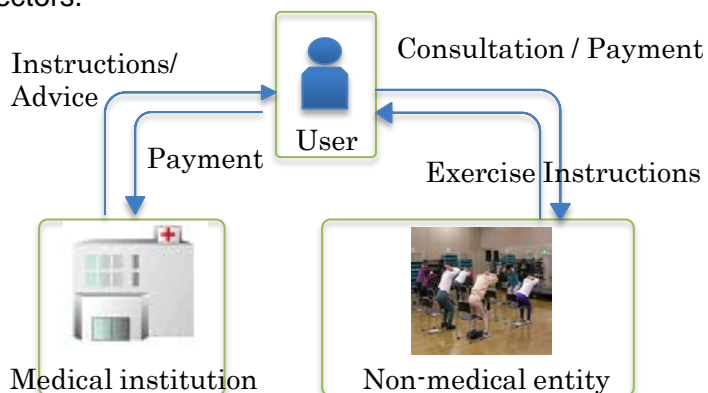 ectors.
Instructions/
Advice
Consultation / Payment
User
Payment
Exercise Instructions
Medical institution
Non-medical entity